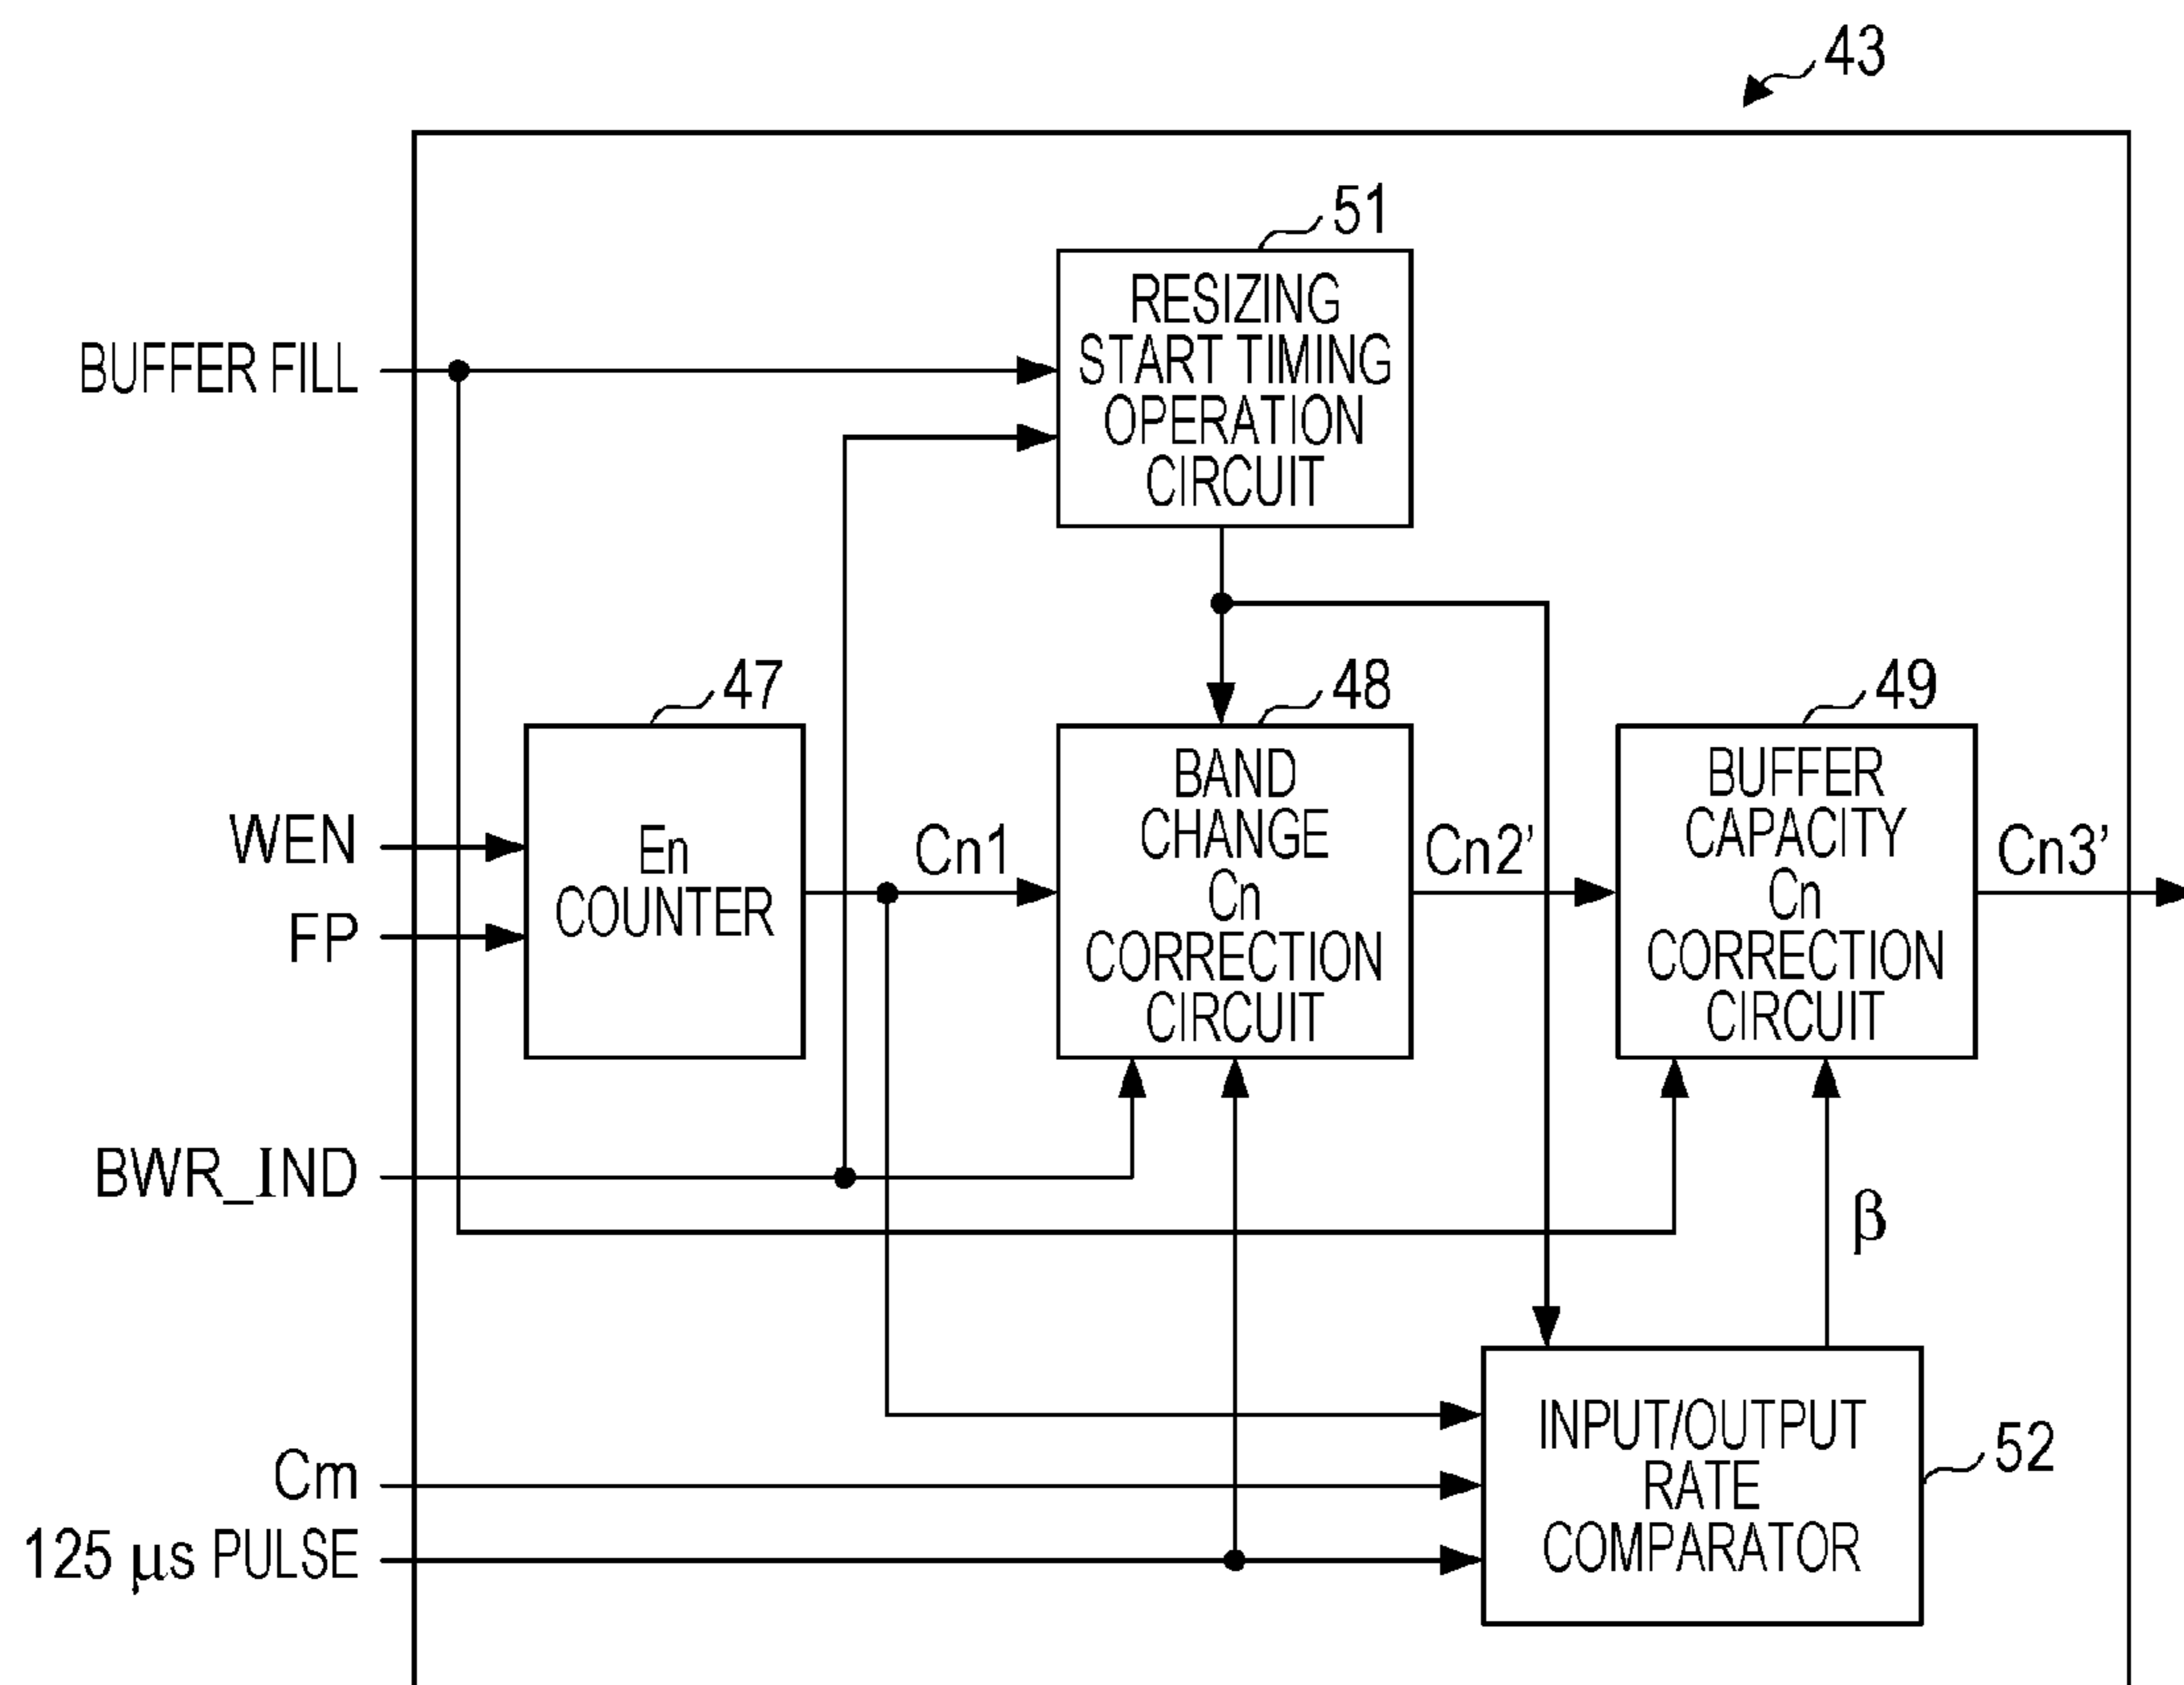 43
51
RESIZING
START TIMING
OPERATION
CIRCUIT
BUFFER FILL
47
48
49
WEN
FP
En
COUNTER
Cn1
BAND
CHANGE
Cn
CORRECTION
CIRCUIT
Cn2'
BUFFER
CAPACITY
Cn
CORRECTION
CIRCUIT
Cn3'
BWR_IND
β
Cm
125 μs PULSE
INPUT/OUTPUT
RATE
COMPARATOR
52